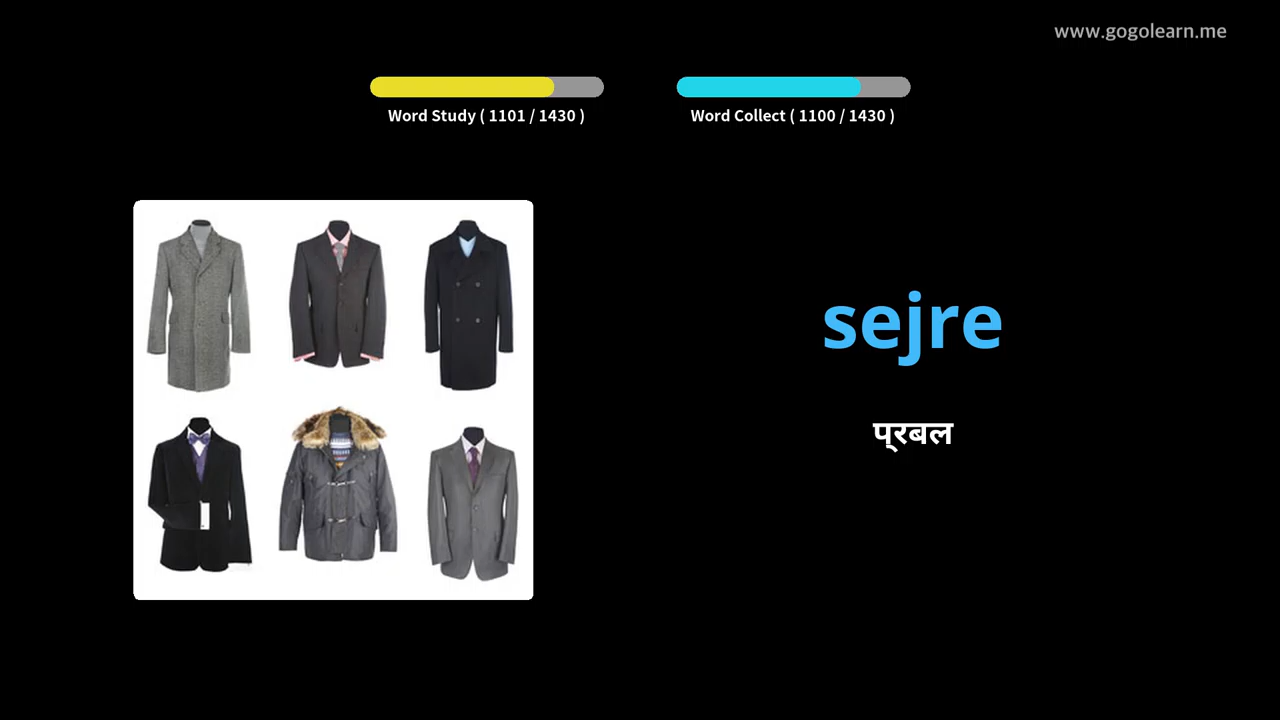 www.gogolearn.me
Word Study ( 1101 / 1430 )
Word Collect ( 1100 / 1430 )
sejre
प्रबल